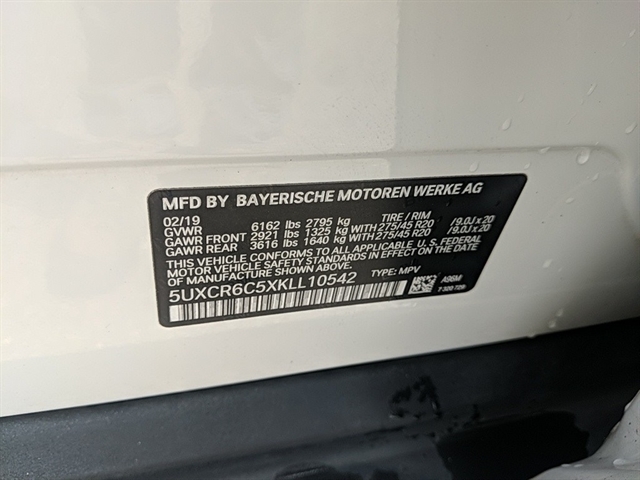 MFD BY BAYERISCHE MOTOREN WERKE AG
02/19 TIRE / RIM
GVWR 6162 lbs 2795 kg
GAWR FRONT 2921 lbs 1325 kg WITH 275/45 R20 /9.0J x 20
GAWR REAR 3616 lbs 1640 kg WITH 275/45 R20 /9.0J x 20
THIS VEHICLE CONFORMS TO ALL APPLICABLE U.S. FEDERAL
MOTOR VEHICLE SAFETY STANDARDS IN EFFECT
ON THE DATE OF MANUFACTURE SHOWN ABOVE.
5UXCR6C5XKLL10542 TYPE: MPV
A96M